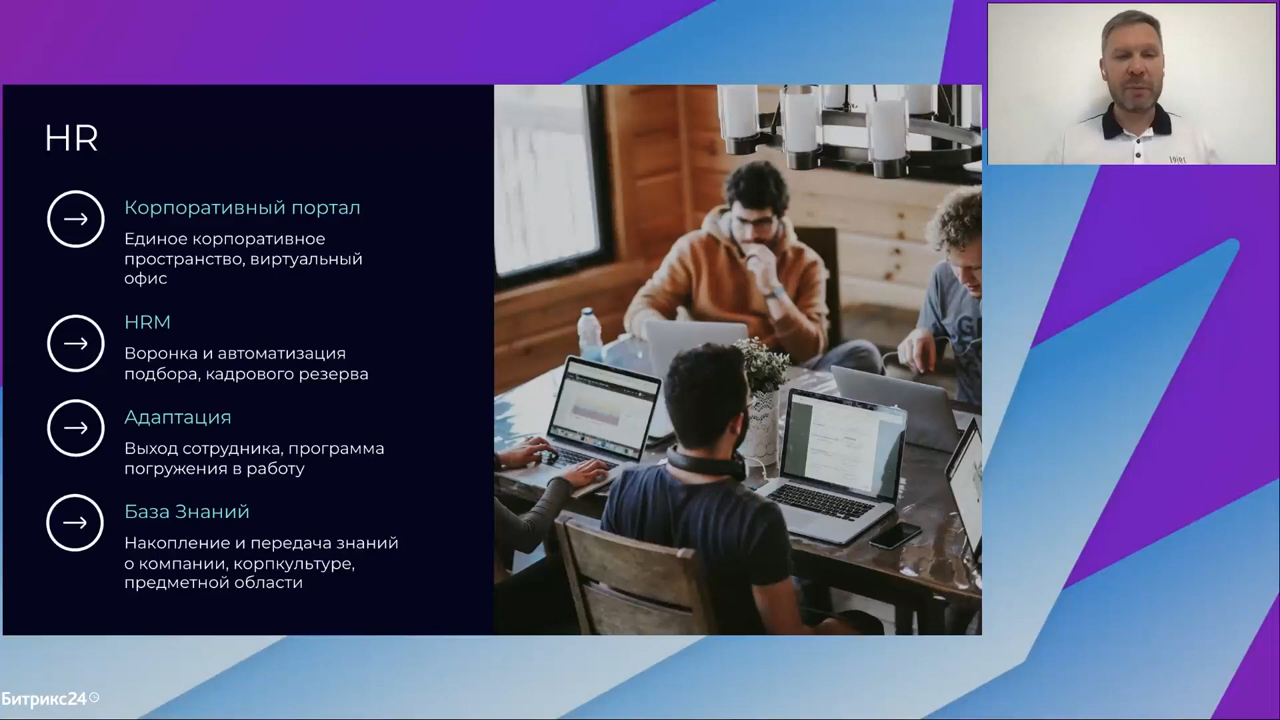 HR
Корпоративный портал
Единое корпоративное
пространство, виртуальный
офис
HRM
Воронка и автоматизация
подбора, кадрового резерва
Адаптация
Выход сотрудника, программа
погружения в работу
База Знаний
Накопление и передача знаний
о компании, корпкультуре,
предметной области
Битрикс24